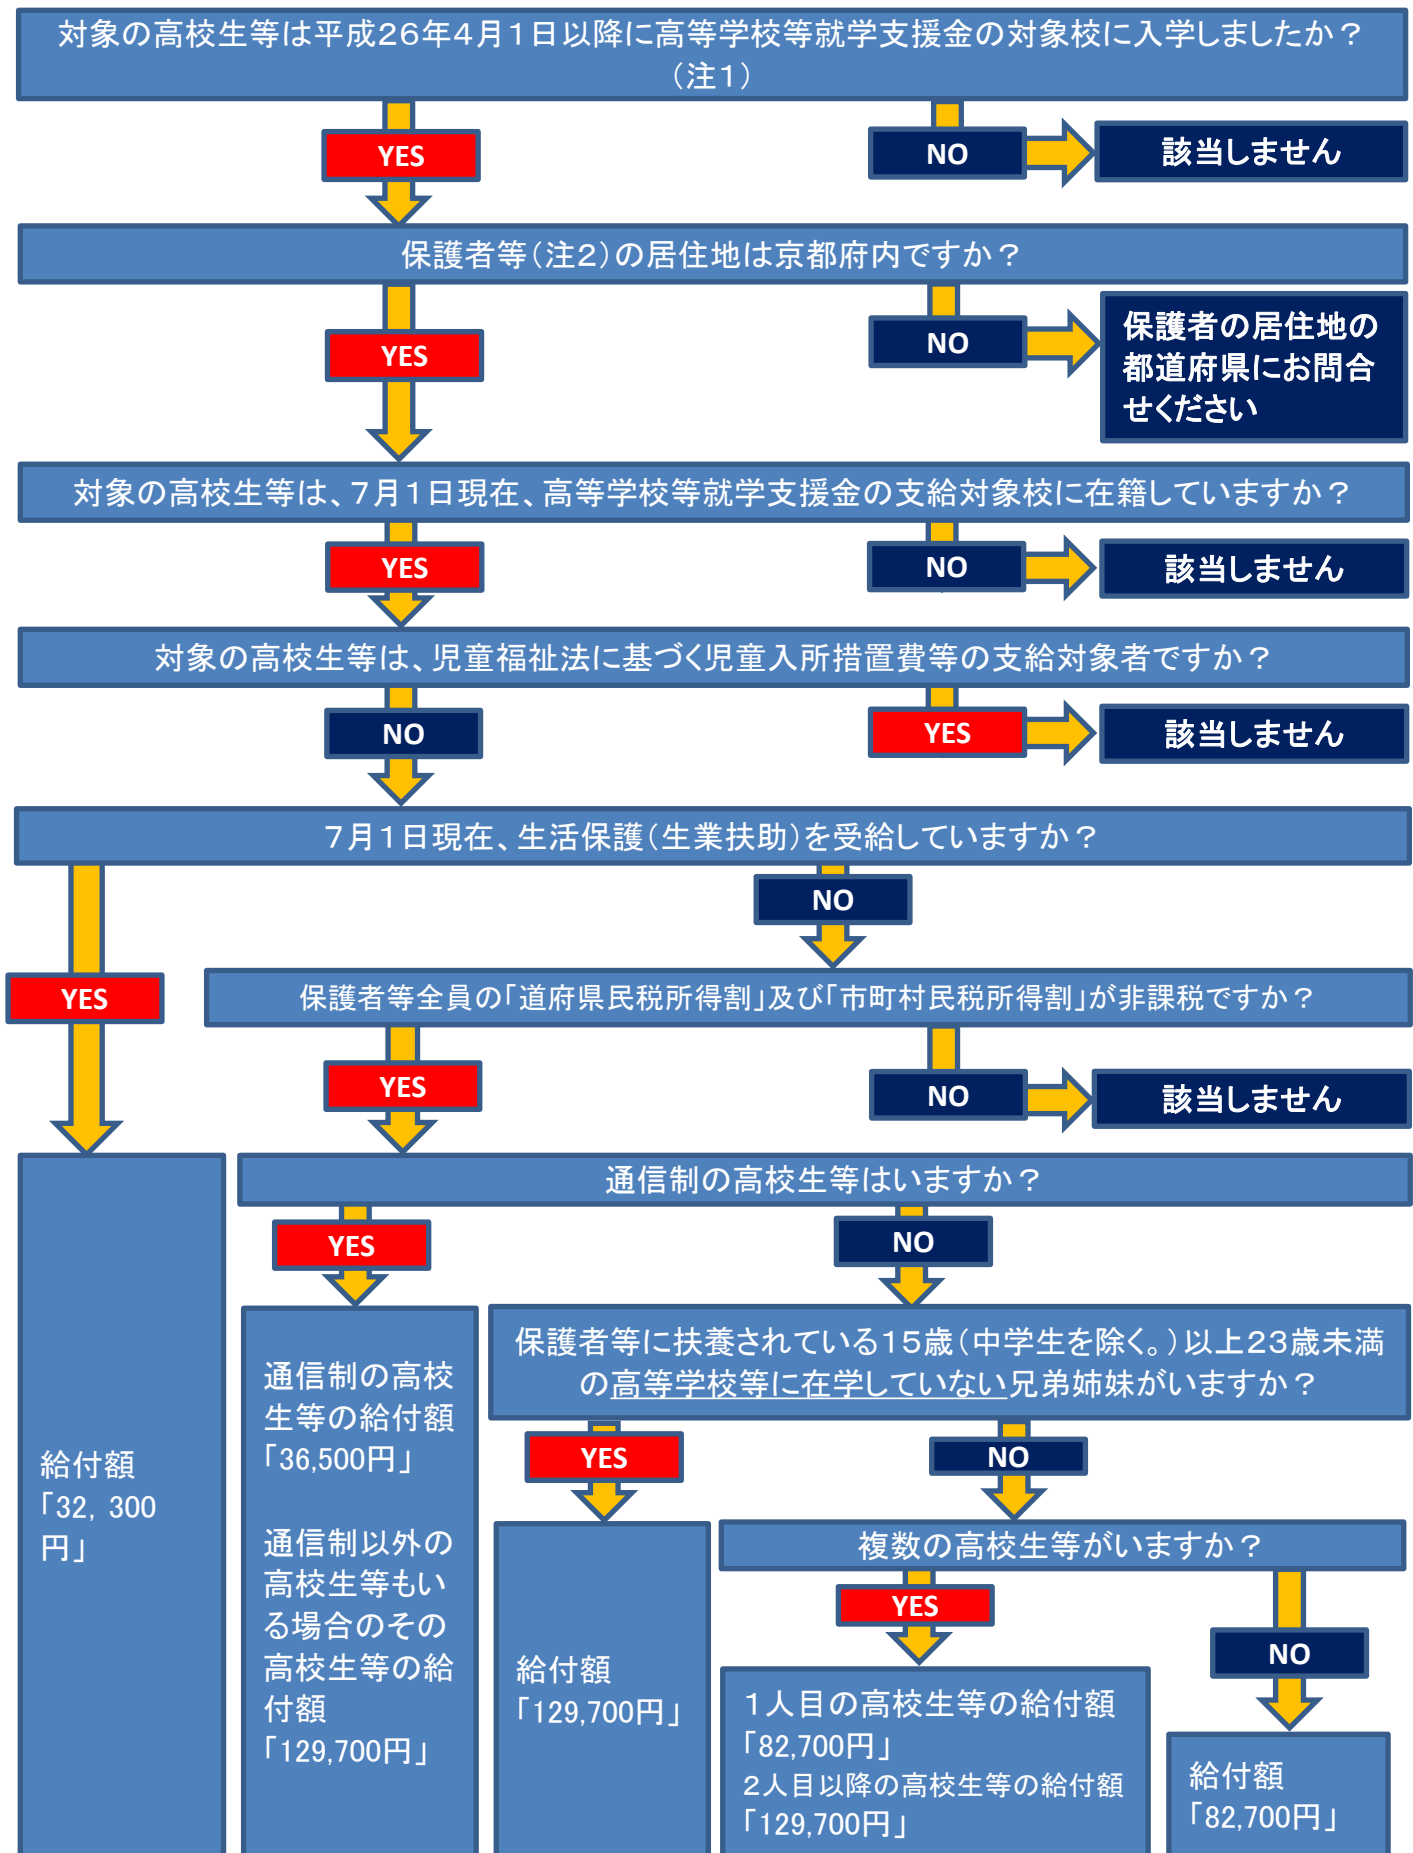 対象の高校生等は平成26年4月1日以降に高等学校等就学支援金の対象校に入学しましたか？
（注１）
YES
NO
該当しません
保護者等（注２）の居住地は京都府内ですか？
YES
NO
保護者の居住地の
都道府県にお問合
せください
対象の高校生等は、７月１日現在、高等学校等就学支援金の支給対象校に在籍していますか？
YES
NO
該当しません
対象の高校生等は、児童福祉法に基づく児童入所措置費等の支給対象者ですか？
NO
YES
該当しません
７月１日現在、生活保護（生業扶助）を受給していますか？
NO
YES
保護者等全員の「道府県民税所得割」及び「市町村民税所得割」が非課税ですか？
YES
NO
該当しません
通信制の高校生等はいますか？
YES
NO
保護者等に扶養されている１５歳（中学生を除く。）以上２３歳未満
の高等学校等に在学していない兄弟姉妹がいますか？
YES
NO
複数の高校生等がいますか？
YES
NO
給付額
「32，300
円」
通信制の高校
生等の給付額
「36,500円」
通信制以外の
高校生等もい
る場合のその
高校生等の給
付額
「129,700円」
給付額
「129,700円」
１人目の高校生等の給付額
「82,700円」
２人目以降の高校生等の給付額
「129,700円」
給付額
「82,700円」